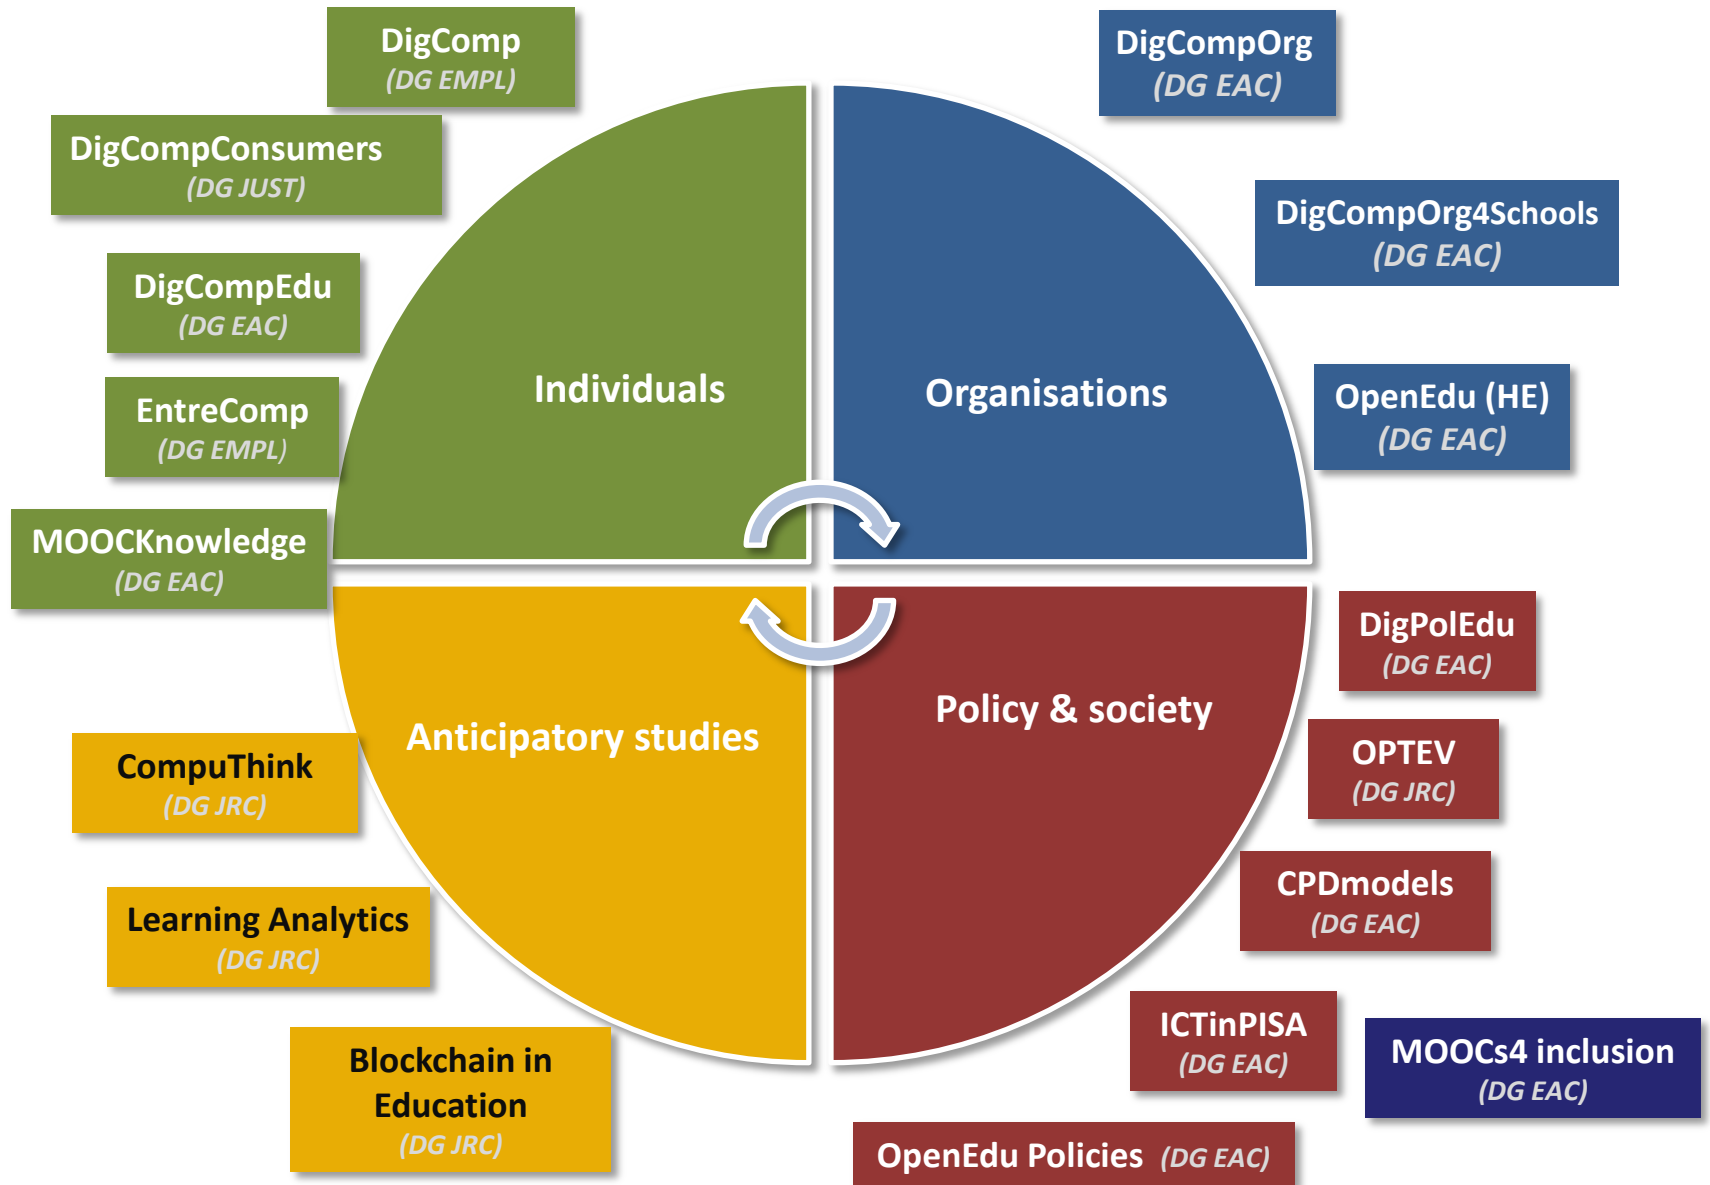 DigComp
(DG EMPL)
DigCompConsumers
(DG JUST)
DigCompEdu
(DG EAC)
EntreComp
(DG EMPL)
MOOCKnowledge
(DG EAC)
Individuals
DigCompOrg
(DG EAC)
DigCompOrg4Schools
(DG EAC)
OpenEdu (HE)
(DG EAC)
Organisations
Anticipatory studies
CompuThink
(DG JRC)
Learning Analytics
(DG JRC)
Blockchain in
Education
(DG JRC)
Policy & society
DigPolEdu
(DG EAC)
OPTEV
(DG JRC)
CPDmodels
(DG EAC)
ICTinPISA
(DG EAC)
MOOCs4 inclusion
(DG EAC)
OpenEdu Policies (DG EAC)